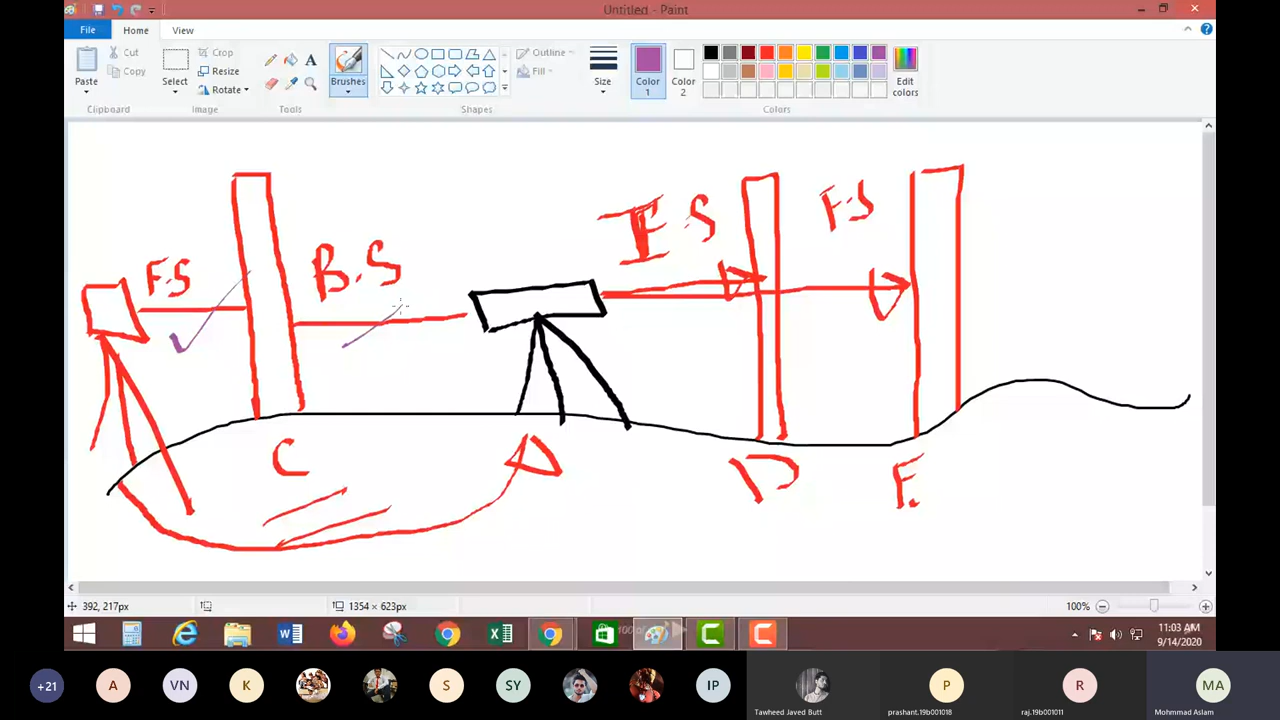 Untitled - Paint
File
Home
View
Paste
Cut
Copy
Clipboard
Select
Crop
Resize
Rotate
Image
Tools
Brushes
Shapes
Outline
Fill
Size
Color 1
Color 2
Edit colors
Colors
F.S
B.S
I.S
F.S
C
A
D
E
392, 217px
1354 × 623px
100%
11:03 AM
9/14/2020
+21
A
VN
K
S
SY
IP
P
R
MA
Tawheed Javed Butt
prashant.19b001018
raj.19b001011
Mohmmad Aslam